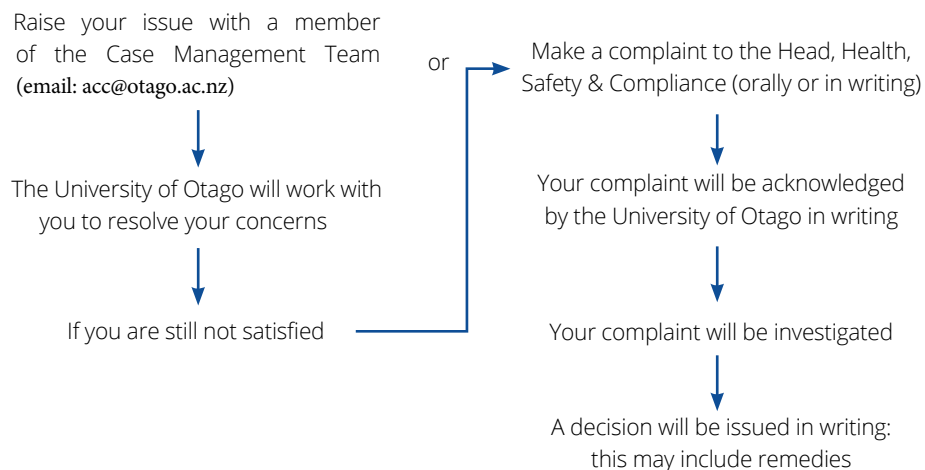 Raise your issue with a member
of the Case Management Team
(email: acc@otago.ac.nz)
The University of Otago will work with
you to resolve your concerns
If you are still not satisfied
or
Make a complaint to the Head, Health,
Safety & Compliance (orally or in writing)
Your complaint will be acknowledged
by the University of Otago in writing
Your complaint will be investigated
A decision will be issued in writing:
this may include remedies